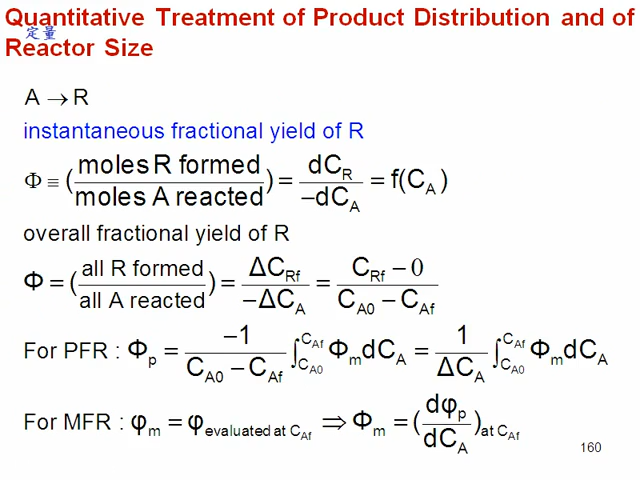 Quantitative Treatment of Product Distribution and of
定量
Reactor Size
A → R
instantaneous fractional yield of R
Φ ≡ (moles R formed / moles A reacted) = dC_R / −dC_A = f(C_A)
overall fractional yield of R
Φ = (all R formed / all A reacted) = ΔC_Rf / −ΔC_A = (C_Rf − 0) / (C_A0 − C_Af)
For PFR : Φ_p = −1 / (C_A0 − C_Af) ∫_{C_A0}^{C_Af} Φ_m dC_A = 1 / ΔC_A ∫_{C_A0}^{C_Af} Φ_m dC_A
For MFR : φ_m = φ_evaluated at C_Af ⇒ Φ_m = (dφ_p / dC_A)_at C_Af
160